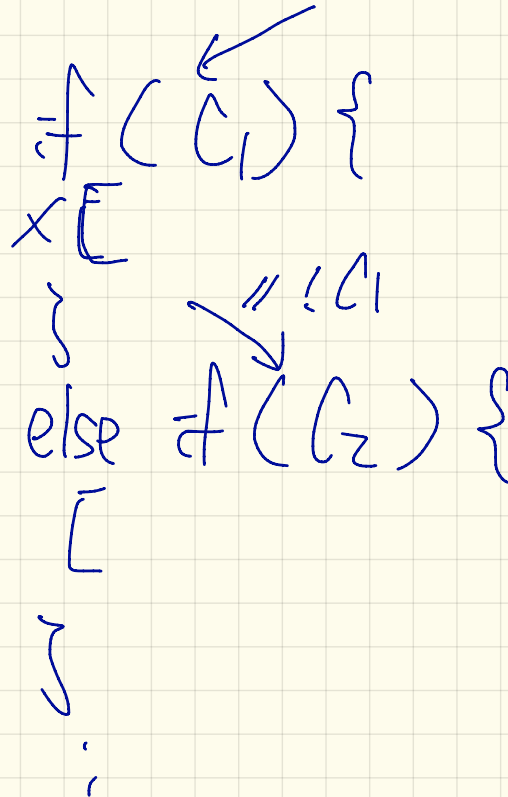 if ( C1 ) {
x [
}
// !C1
else if ( C2 ) {
[
}